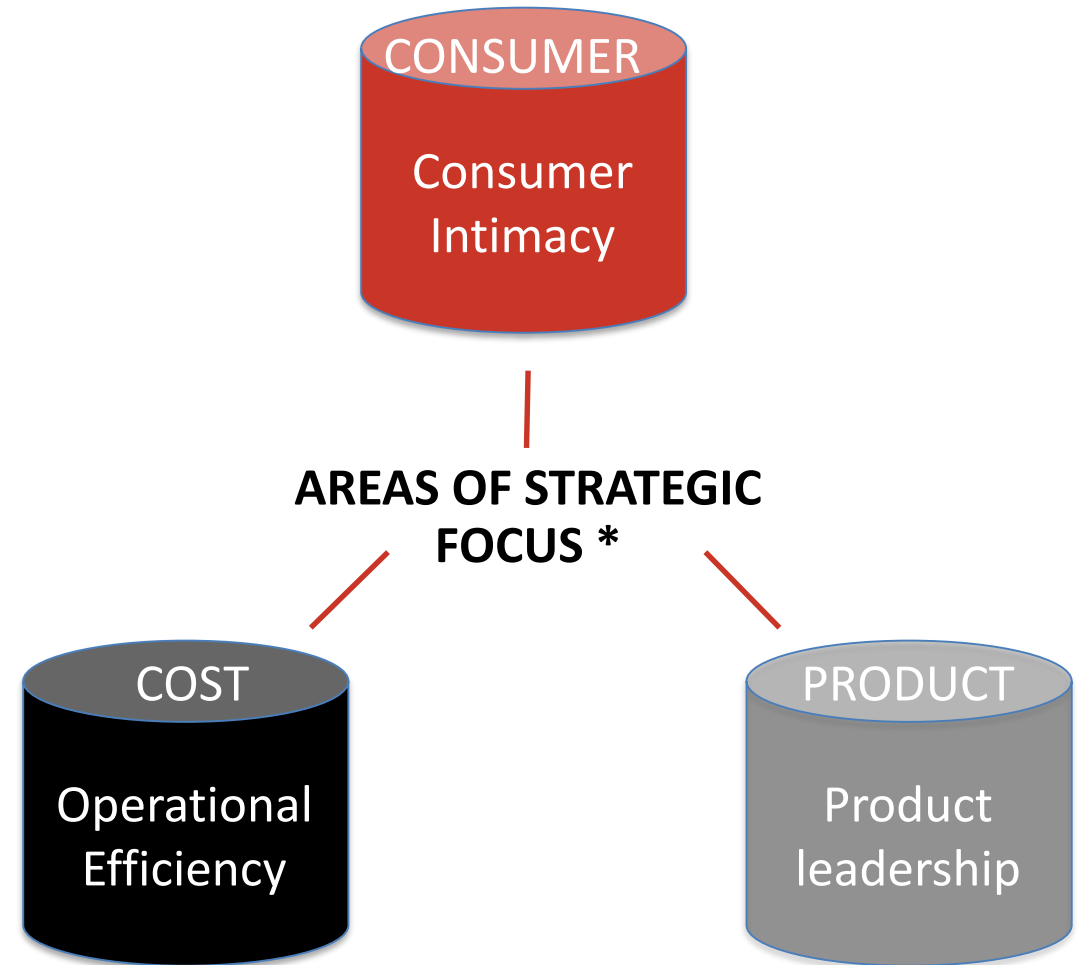 CONSUMER
Consumer
Intimacy
AREAS OF STRATEGIC
FOCUS *
COST
Operational
Efficiency
PRODUCT
Product
leadership